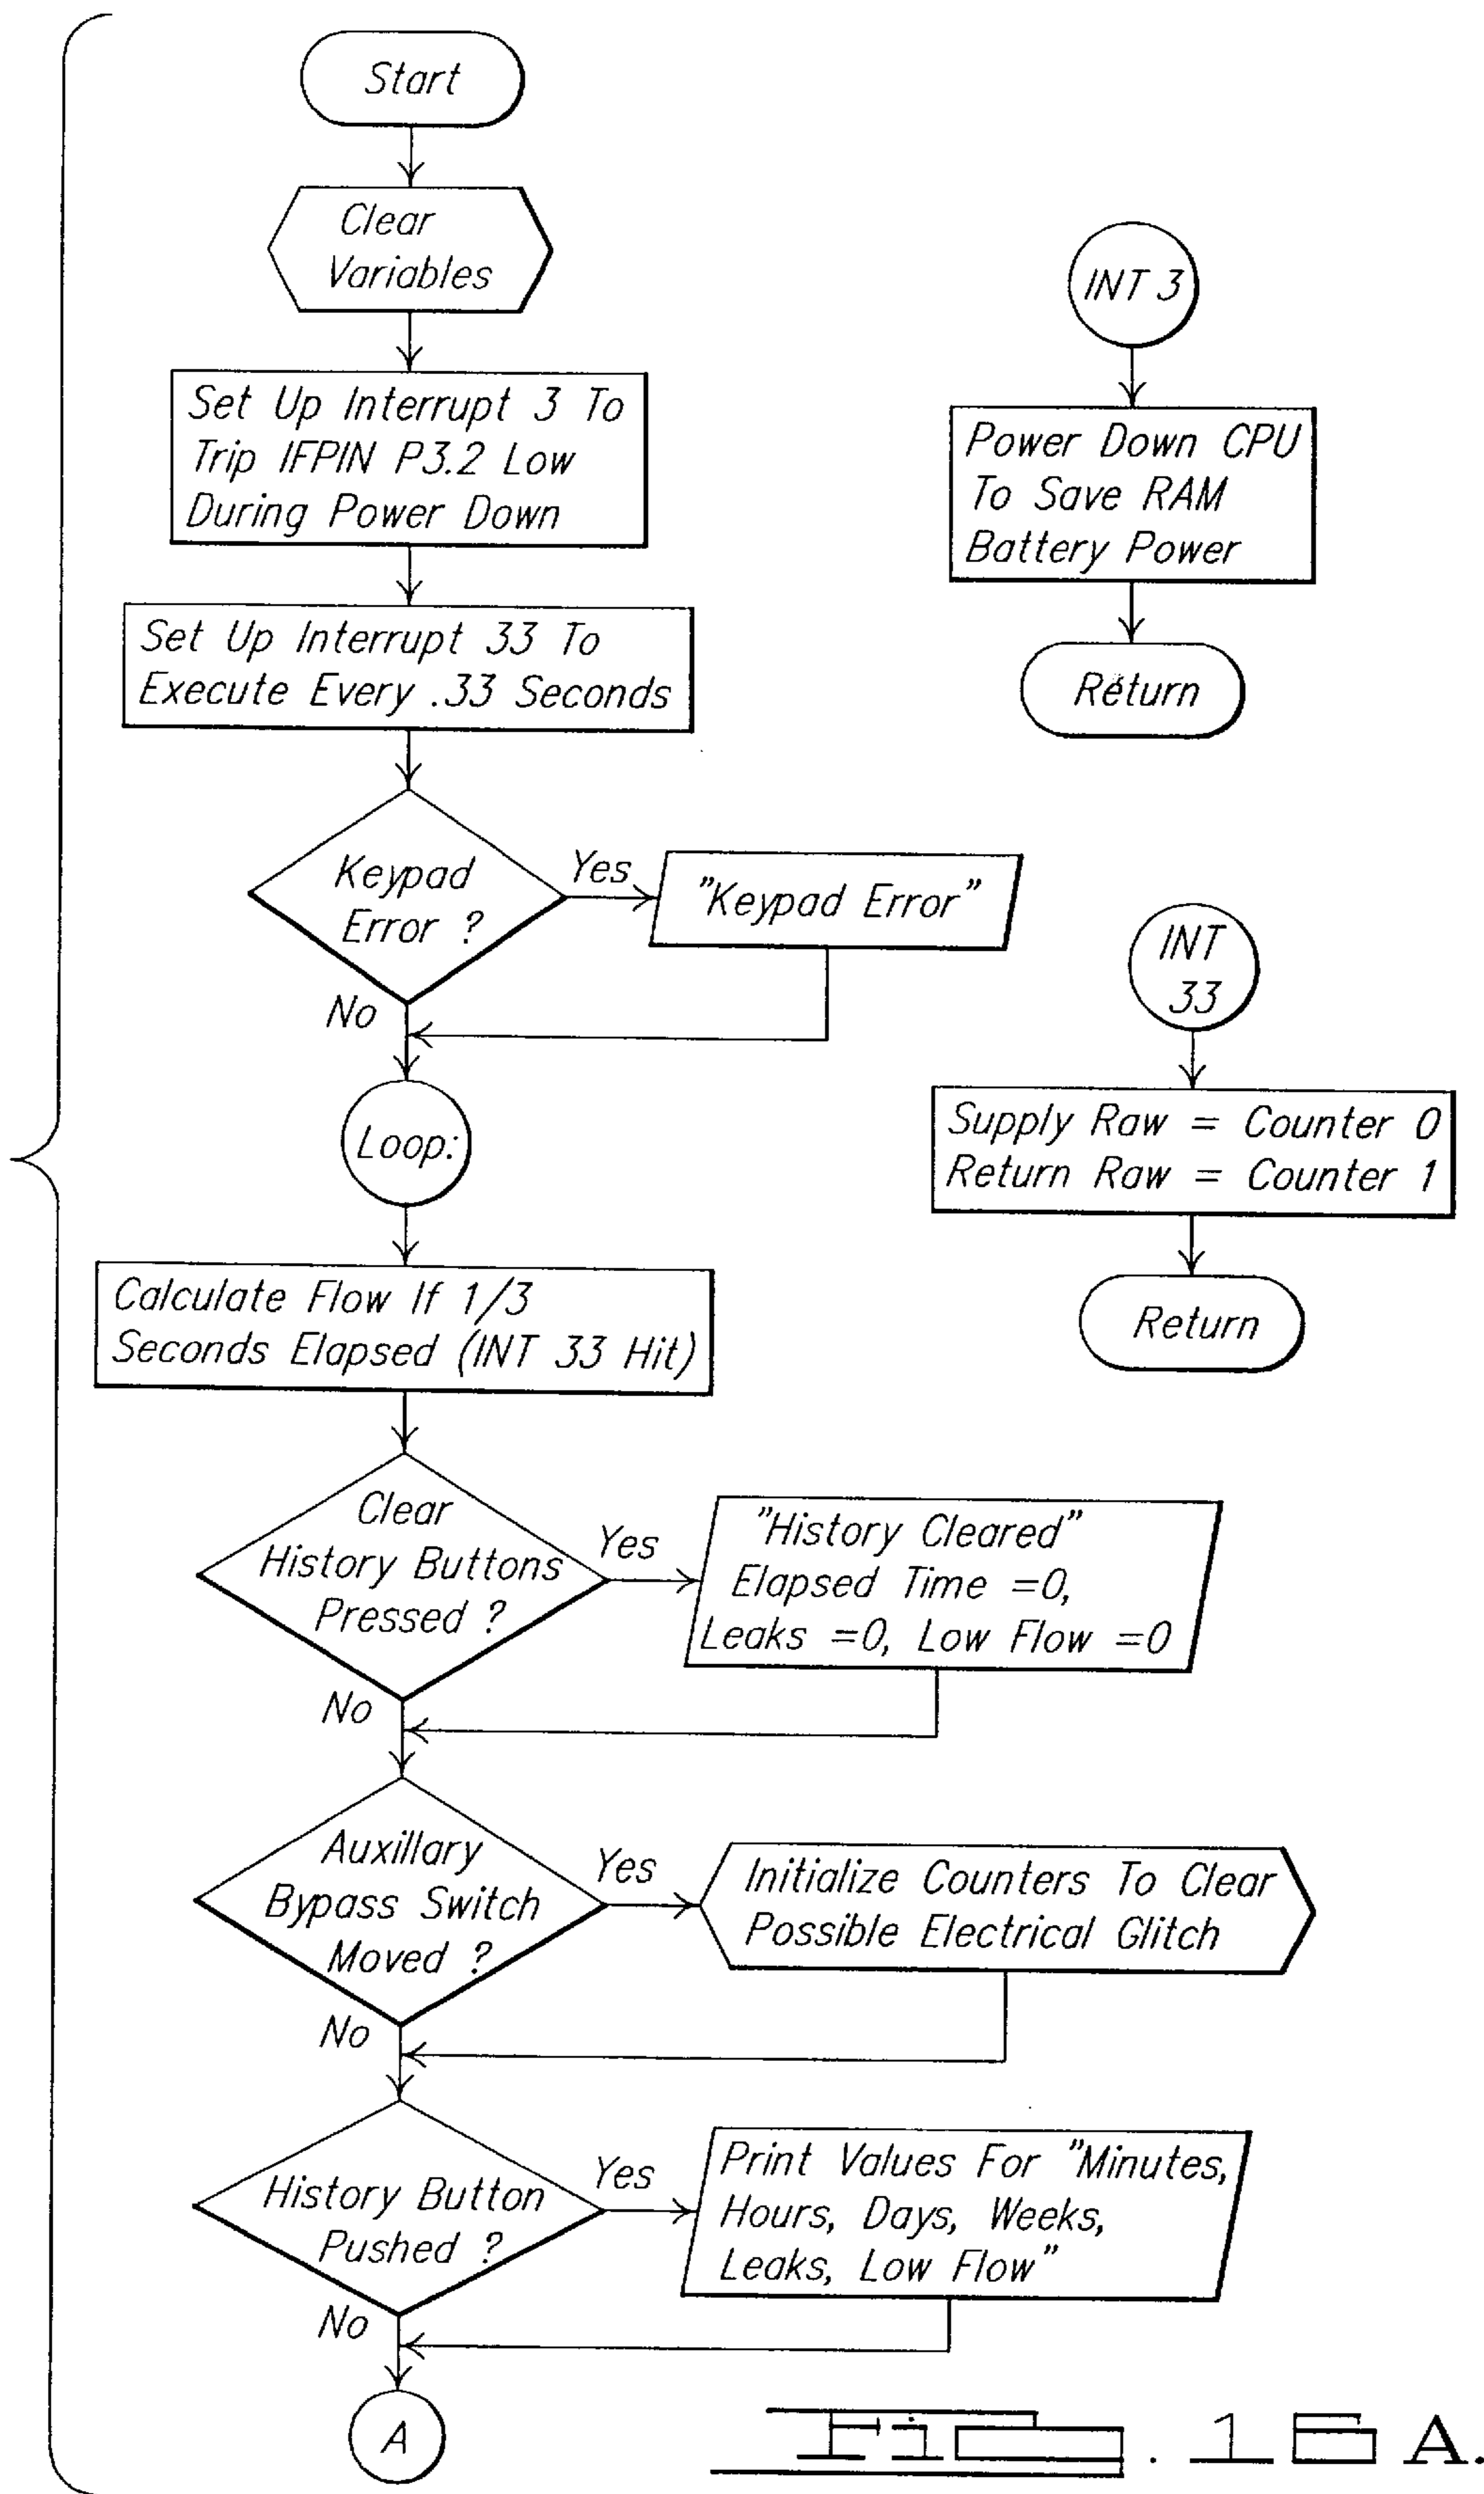 Start
Clear
Variables
Set Up Interrupt 3 To
Trip IFPIN P3.2 Low
During Power Down
Set Up Interrupt 33 To
Execute Every .33 Seconds
Keypad
Error ?
Yes
"Keypad Error"
No
Loop:
Calculate Flow If 1/3
Seconds Elapsed (INT 33 Hit)
Clear
History Buttons
Pressed ?
Yes
"History Cleared"
Elapsed Time =0,
Leaks =0, Low Flow =0
No
Auxillary
Bypass Switch
Moved ?
Yes
Initialize Counters To Clear
Possible Electrical Glitch
No
History Button
Pushed ?
Yes
Print Values For "Minutes,
Hours, Days, Weeks,
Leaks, Low Flow"
No
A
INT 3
Power Down CPU
To Save RAM
Battery Power
Return
INT
33
Supply Raw = Counter 0
Return Raw = Counter 1
Return
A.